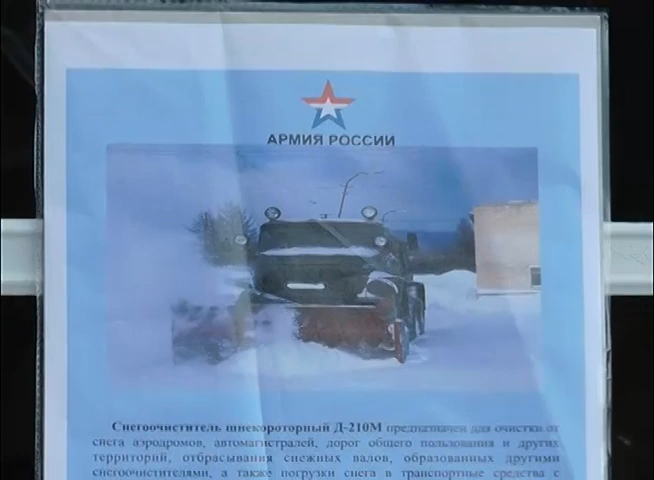 АРМИЯ РОССИИ
Снегоочиститель шнекороторный Д-210М предназначен для очистки от
снега аэродромов, автомагистралей, дорог общего пользования и других
территорий, отбрасывания снежных валов, образованных другими
снегоочистителями, а также погрузки снега в транспортные средства с